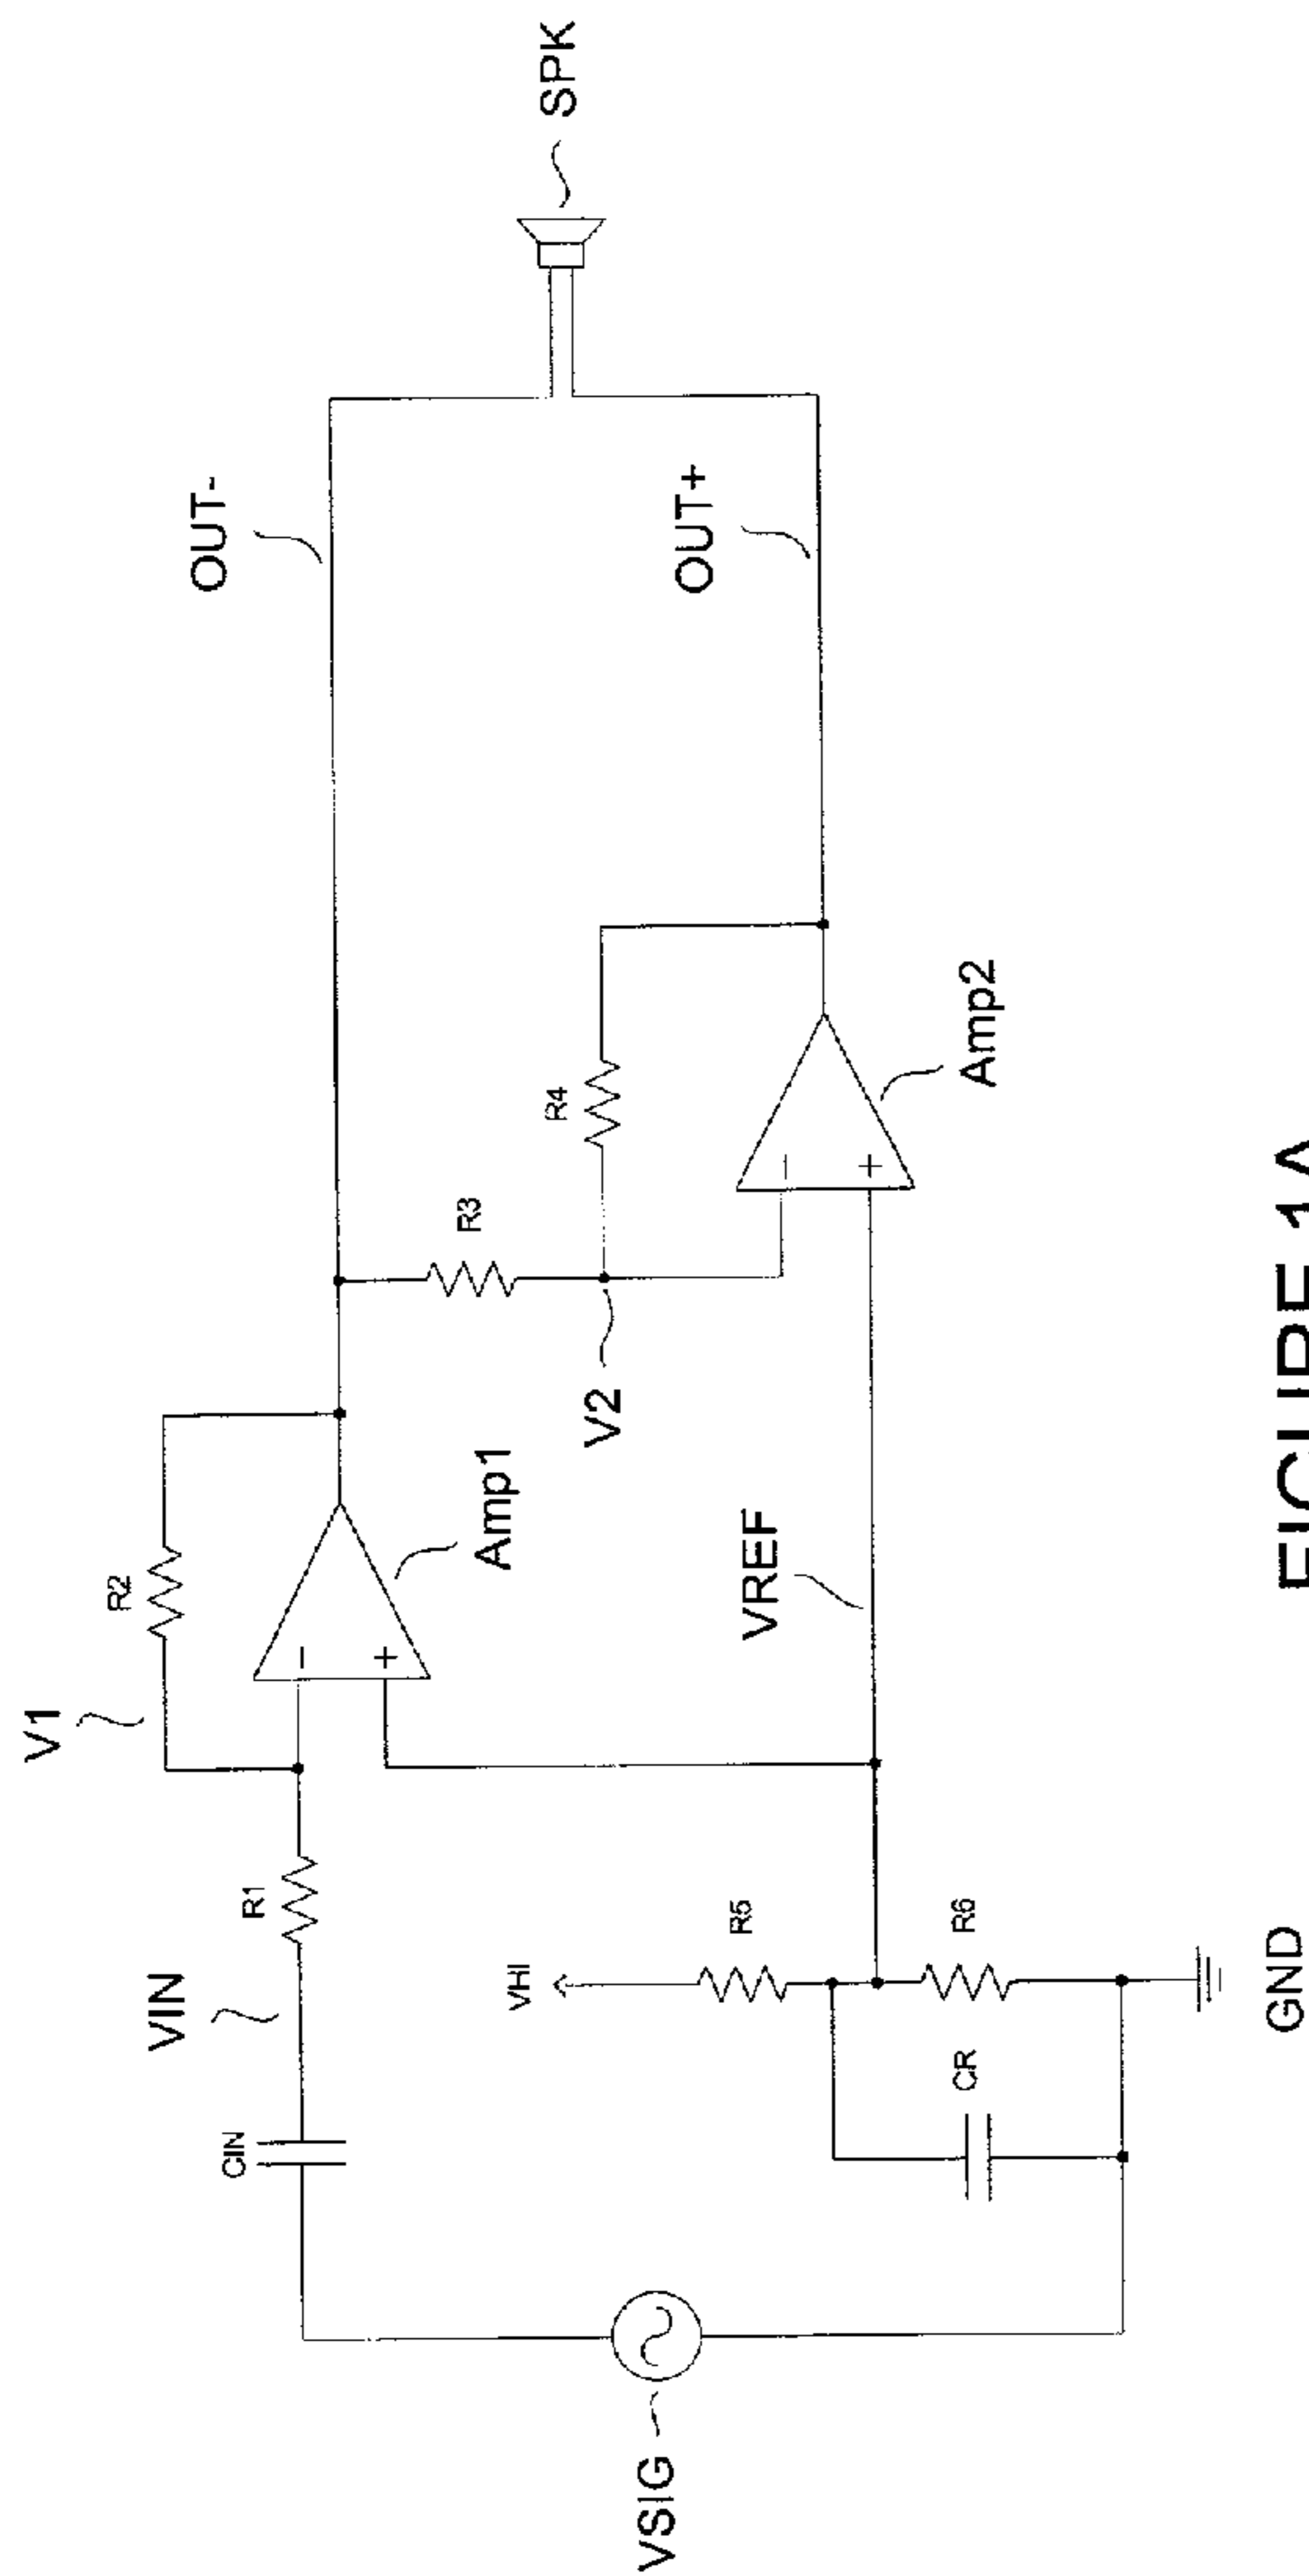 V1
R2
VIN
R1
CIN
Amp1
OUT-
SPK
R3
V2
R4
OUT+
Amp2
VREF
VHI
R5
R6
CR
VSIG
GND
FIGURE 1A